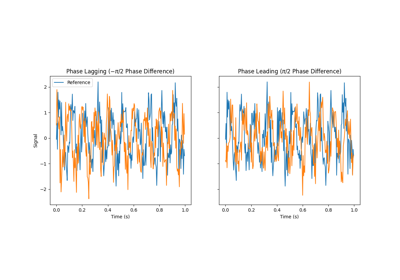 Phase Lagging (−π/2 Phase Difference)
Reference
Signal
2
1
0
−1
−2
0.0 0.2 0.4 0.6 0.8 1.0
Time (s)
Phase Leading (π/2 Phase Difference)
0.0 0.2 0.4 0.6 0.8 1.0
Time (s)